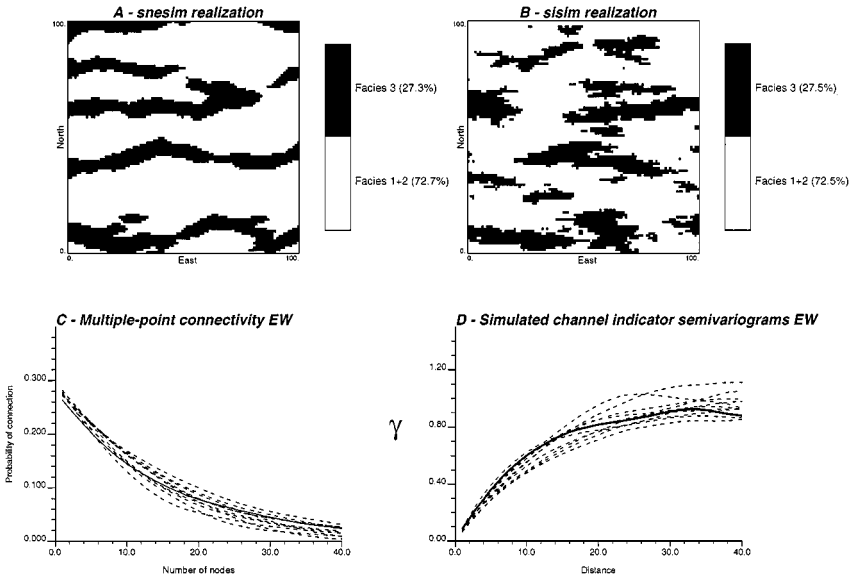 A - snesim realization
100.
North
0.
0.
East
100.
Facies 3 (27.3%)
Facies 1+2 (72.7%)
B - sisim realization
100.
North
0.
0.
East
100.
Facies 3 (27.5%)
Facies 1+2 (72.5%)
C - Multiple-point connectivity EW
Probability of connection
0.300
0.200
0.100
0.000
0.0
10.0
20.0
30.0
40.0
Number of nodes
D - Simulated channel indicator semivariograms EW
γ
1.20
0.80
0.40
0.00
0.0
10.0
20.0
30.0
40.0
Distance